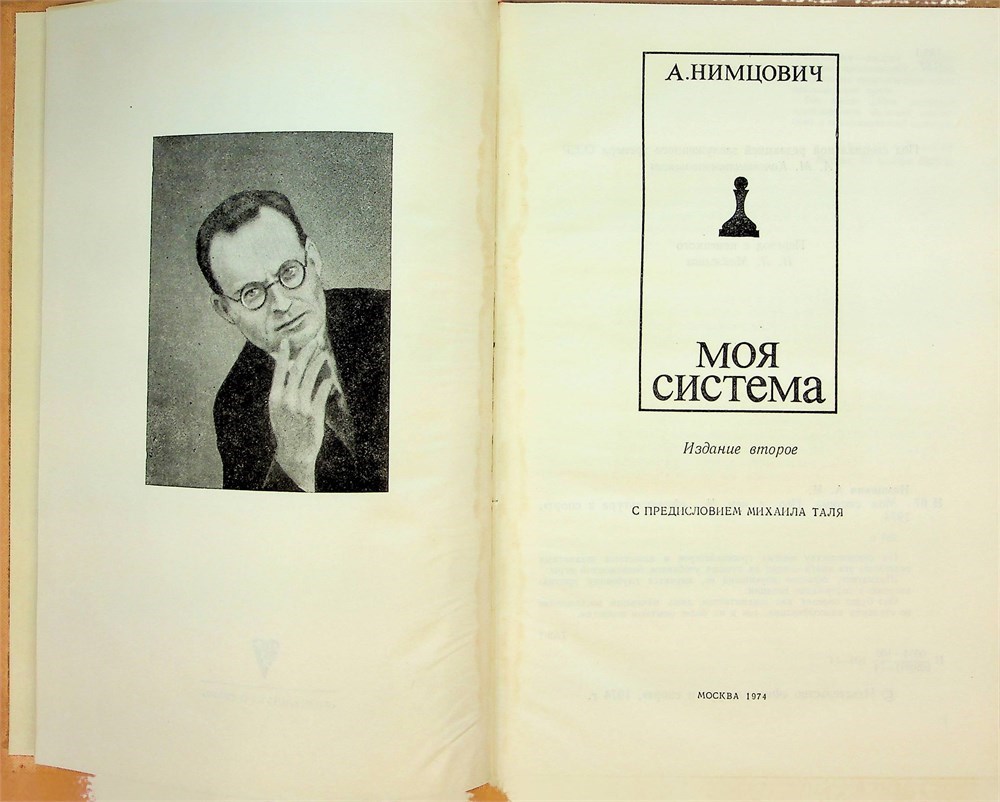 А.НИМЦОВИЧ
МОЯ
система
Издание второе
С ПРЕДИСЛОВИЕМ МИХАИЛА ТАЛЯ
МОСКВА 1974